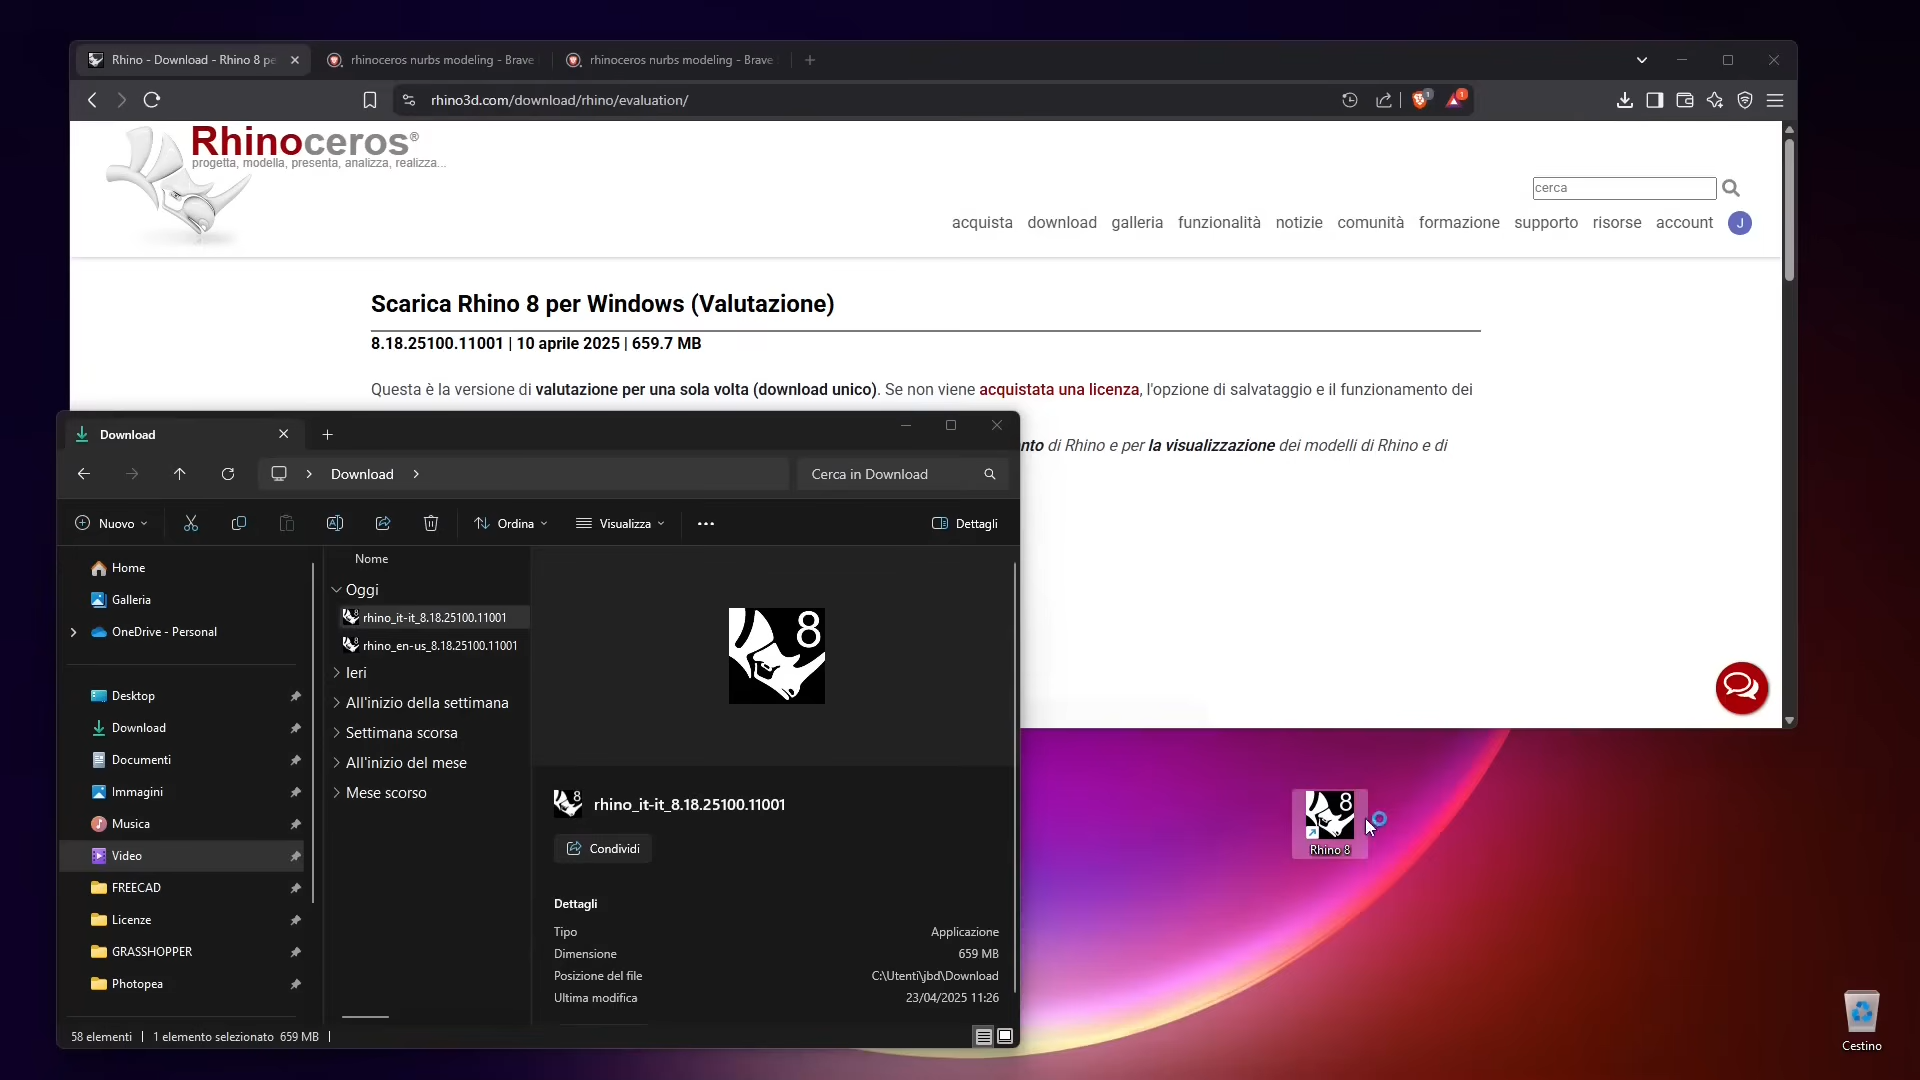 Rhino - Download - Rhino 8 pe
rhinoceros nurbs modeling - Brave
rhinoceros nurbs modeling - Brave
rhino3d.com/download/rhino/evaluation/
1
1
Rhinoceros®
progetta, modella, presenta, analizza, realizza...
cerca
acquista download galleria funzionalità notizie comunità formazione supporto risorse account J
Scarica Rhino 8 per Windows (Valutazione)
8.18.25100.11001 | 10 aprile 2025 | 659.7 MB
Questa è la versione di valutazione per una sola volta (download unico). Se non viene acquistata una licenza, l'opzione di salvataggio e il funzionamento dei
nto di Rhino e per la visualizzazione dei modelli di Rhino e di
Download
Download
Cerca in Download
Nuovo
Ordina
Visualizza
Dettagli
Home
Galleria
OneDrive - Personal
Desktop
Download
Documenti
Immagini
Musica
Video
FREECAD
Licenze
GRASSHOPPER
Photopea
Nome
Oggi
rhino_it-it_8.18.25100.11001
rhino_en-us_8.18.25100.11001
Ieri
All'inizio della settimana
Settimana scorsa
All'inizio del mese
Mese scorso
8
rhino_it-it_8.18.25100.11001
Condividi
Dettagli
Tipo Applicazione
Dimensione 659 MB
Posizione del file C:\Utenti\jbd\Download
Ultima modifica 23/04/2025 11:26
58 elementi
1 elemento selezionato 659 MB
8
Rhino 8
Cestino